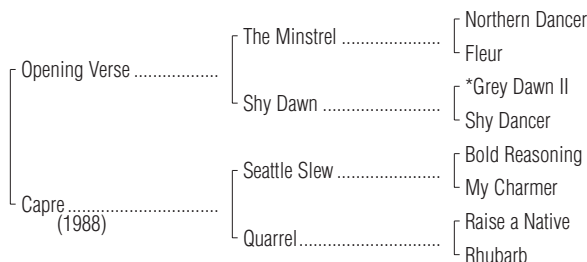 Northern Dancer
The Minstrel ........................
Fleur
Opening Verse .....................
*Grey Dawn II
Shy Dawn ............................
Shy Dancer
Bold Reasoning
Seattle Slew .........................
My Charmer
Capre ......................................
(1988)
Raise a Native
Quarrel ..................................
Rhubarb